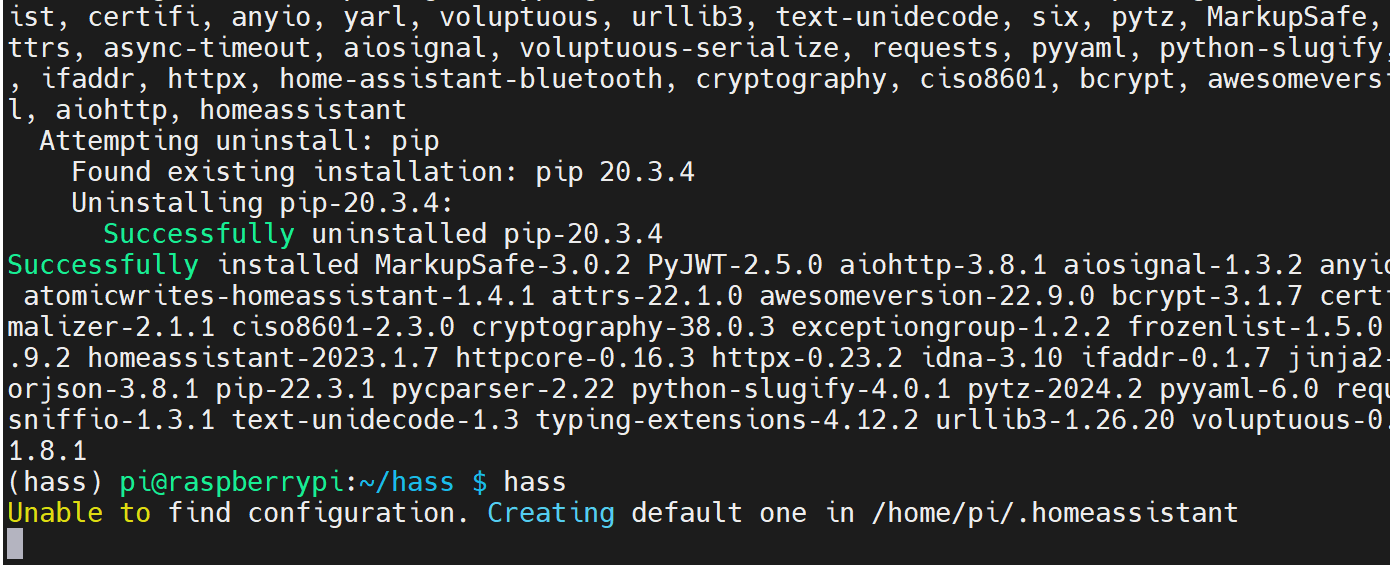 ist, certifi, anyio, yarl, voluptuous, urllib3, text-unidecode, six, pytz, MarkupSafe,
ttrs, async-timeout, aiosignal, voluptuous-serialize, requests, pyyaml, python-slugify,
, ifaddr, httpx, home-assistant-bluetooth, cryptography, ciso8601, bcrypt, awesomevers
l, aiohttp, homeassistant
  Attempting uninstall: pip
    Found existing installation: pip 20.3.4
    Uninstalling pip-20.3.4:
      Successfully uninstalled pip-20.3.4
Successfully installed MarkupSafe-3.0.2 PyJWT-2.5.0 aiohttp-3.8.1 aiosignal-1.3.2 anyio
 atomicwrites-homeassistant-1.4.1 attrs-22.1.0 awesomeversion-22.9.0 bcrypt-3.1.7 cert
malizer-2.1.1 ciso8601-2.3.0 cryptography-38.0.3 exceptiongroup-1.2.2 frozenlist-1.5.0
.9.2 homeassistant-2023.1.7 httpcore-0.16.3 httpx-0.23.2 idna-3.10 ifaddr-0.1.7 jinja2-
orjson-3.8.1 pip-22.3.1 pycparser-2.22 python-slugify-4.0.1 pytz-2024.2 pyyaml-6.0 requ
sniffio-1.3.1 text-unidecode-1.3 typing-extensions-4.12.2 urllib3-1.26.20 voluptuous-0.
1.8.1
(hass) pi@raspberrypi:~/hass $ hass
Unable to find configuration. Creating default one in /home/pi/.homeassistant